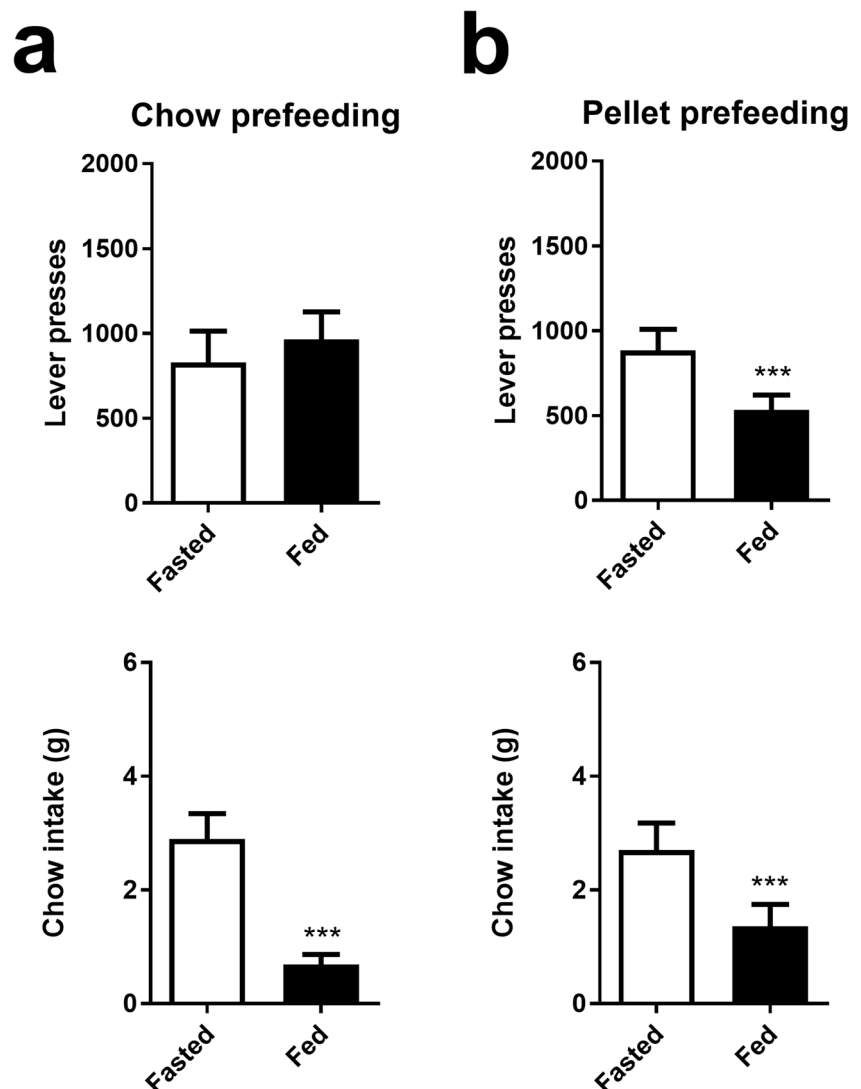 a
b
Chow prefeeding
Pellet prefeeding
Lever presses
2000
1500
1000
500
0
Fasted
Fed
Lever presses
2000
1500
1000
500
0
***
Fasted
Fed
Chow intake (g)
6
4
2
0
***
Fasted
Fed
Chow intake (g)
6
4
2
0
***
Fasted
Fed